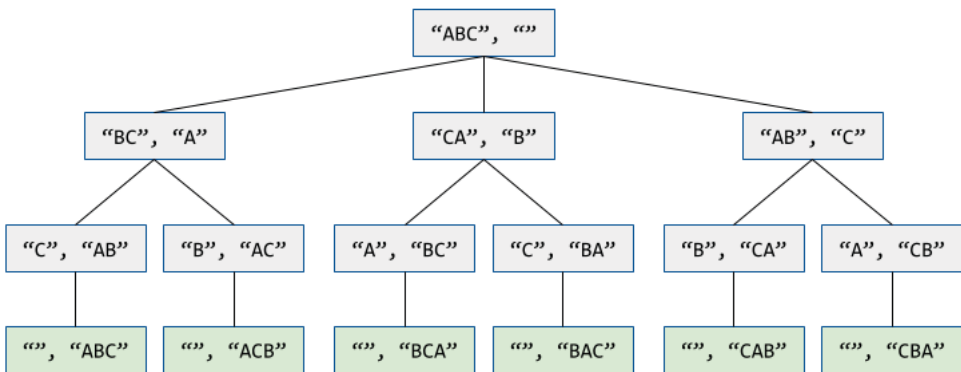 “ABC”, “”
“BC”, “A” “CA”, “B” “AB”, “C”
“C”, “AB” “B”, “AC” “A”, “BC” “C”, “BA” “B”, “CA” “A”, “CB”
“”, “ABC” “”, “ACB” “”, “BCA” “”, “BAC” “”, “CAB” “”, “CBA”